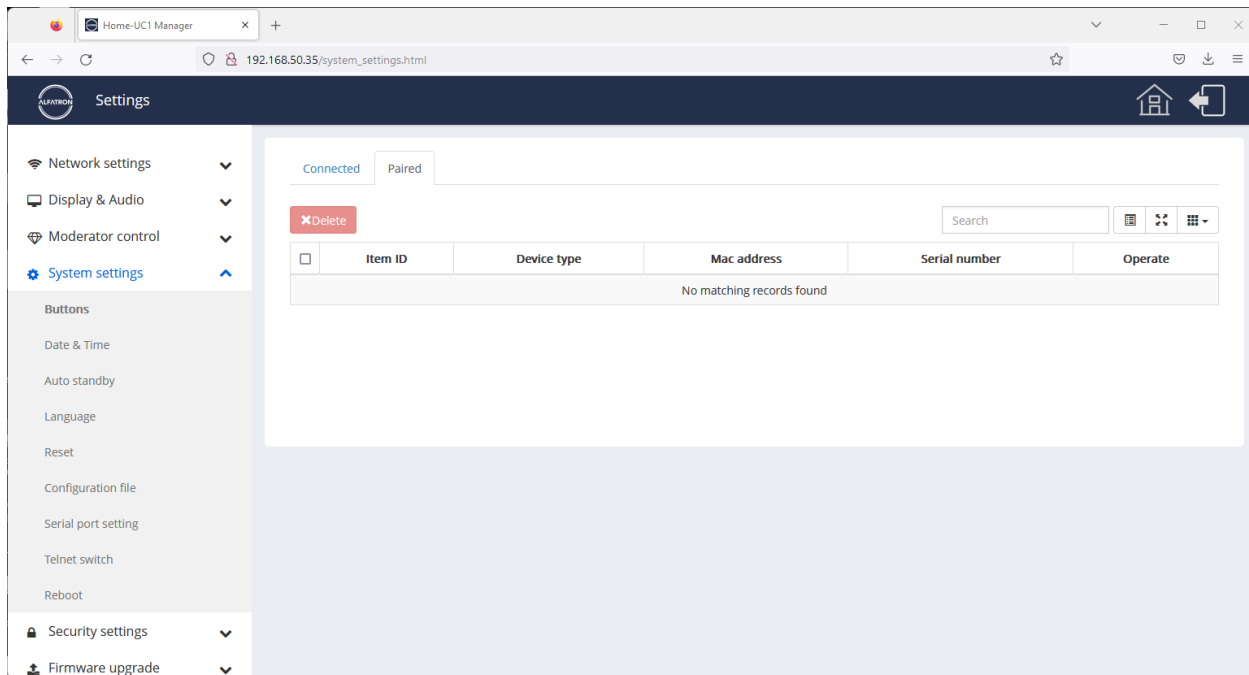 Home-UC1 Manager
192.168.50.35/system_settings.html
ALFATRON
Settings
Network settings
Display & Audio
Moderator control
System settings
Buttons
Date & Time
Auto standby
Language
Reset
Configuration file
Serial port setting
Telnet switch
Reboot
Security settings
Firmware upgrade
Connected Paired
Delete Search
Item ID Device type Mac address Serial number Operate
No matching records found